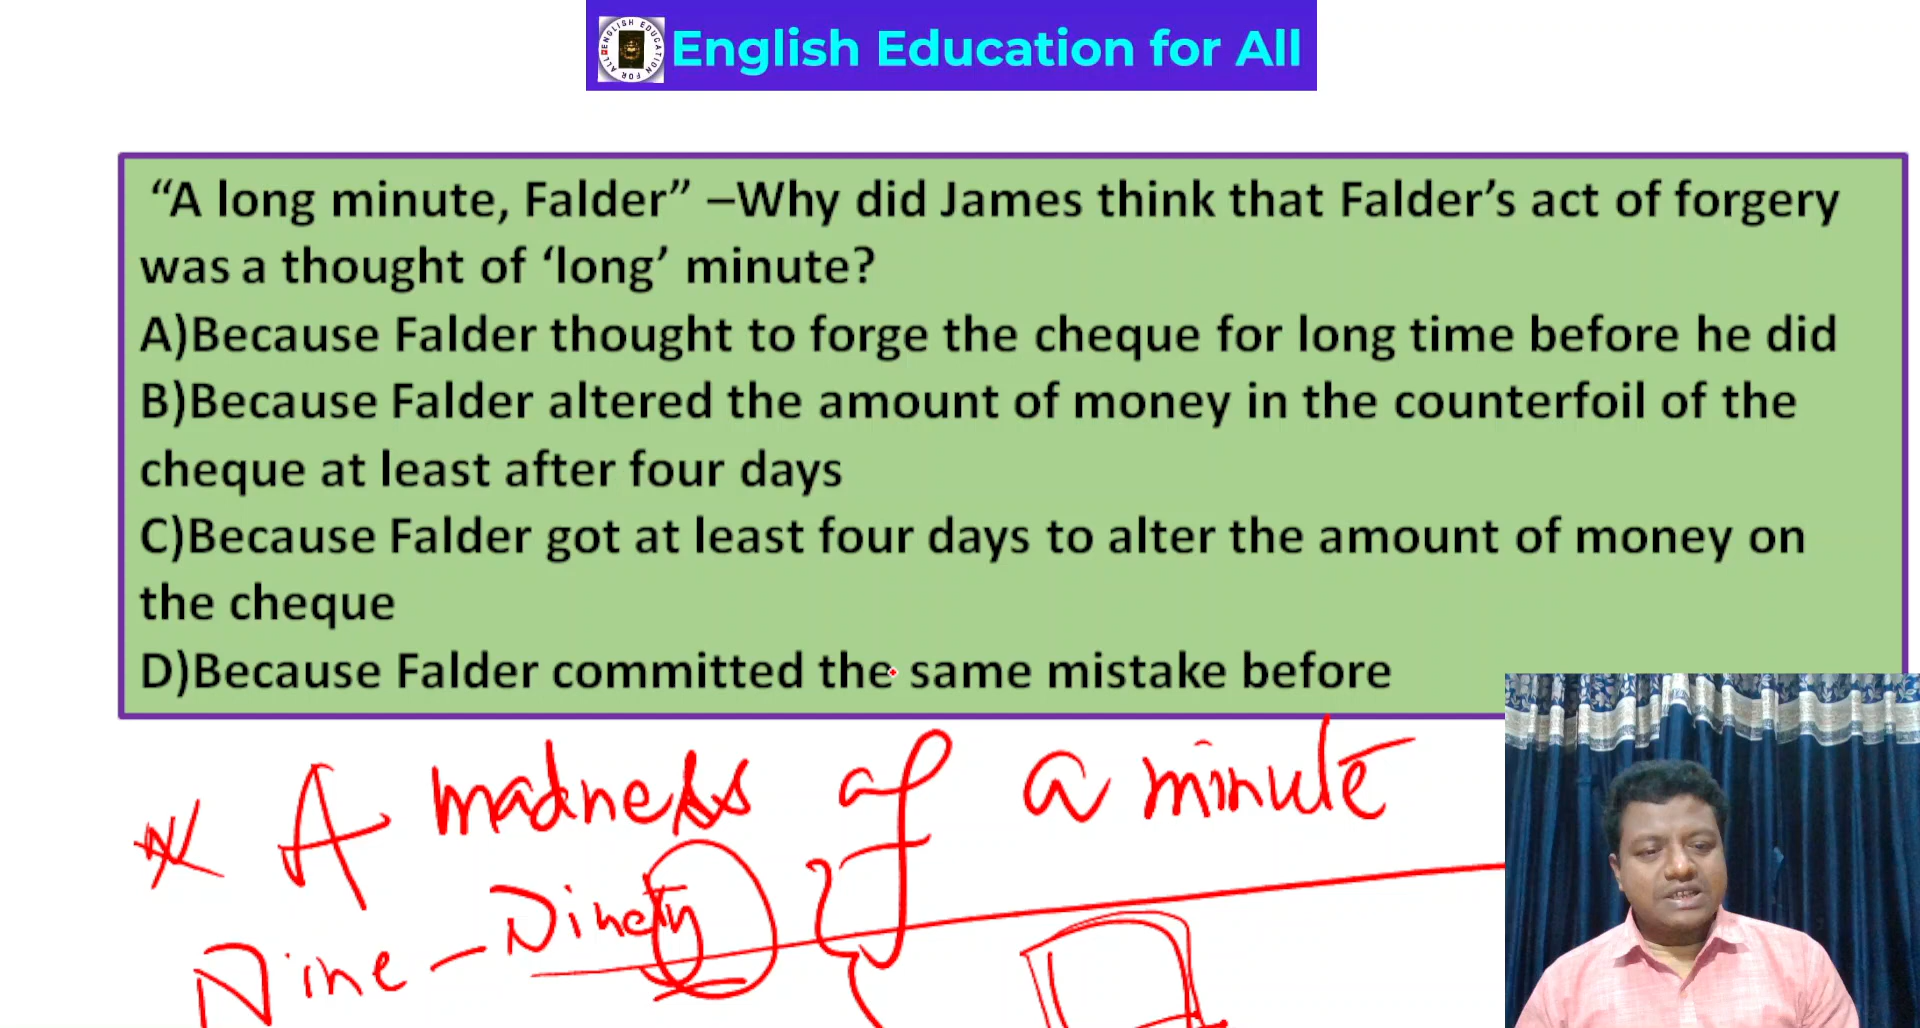 ENGLISH EDUCATION FOR ALL
English Education for All
“A long minute, Falder” –Why did James think that Falder’s act of forgery
was a thought of ‘long’ minute?
A)Because Falder thought to forge the cheque for long time before he did
B)Because Falder altered the amount of money in the counterfoil of the
cheque at least after four days
C)Because Falder got at least four days to alter the amount of money on
the cheque
D)Because Falder committed the same mistake before
A madness of a minute
Nine – Ninety